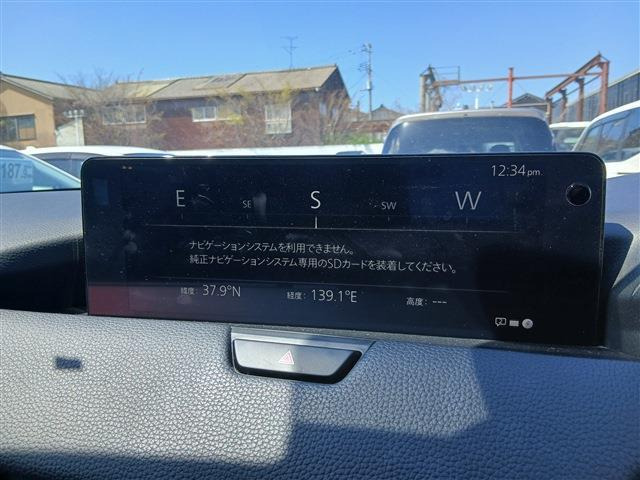 12:34 pm.
E SE S SW W
ナビゲーションシステムを利用できません。
純正ナビゲーションシステム専用のSDカードを装着してください。
緯度: 37.9°N 経度: 139.1°E 高度: ---